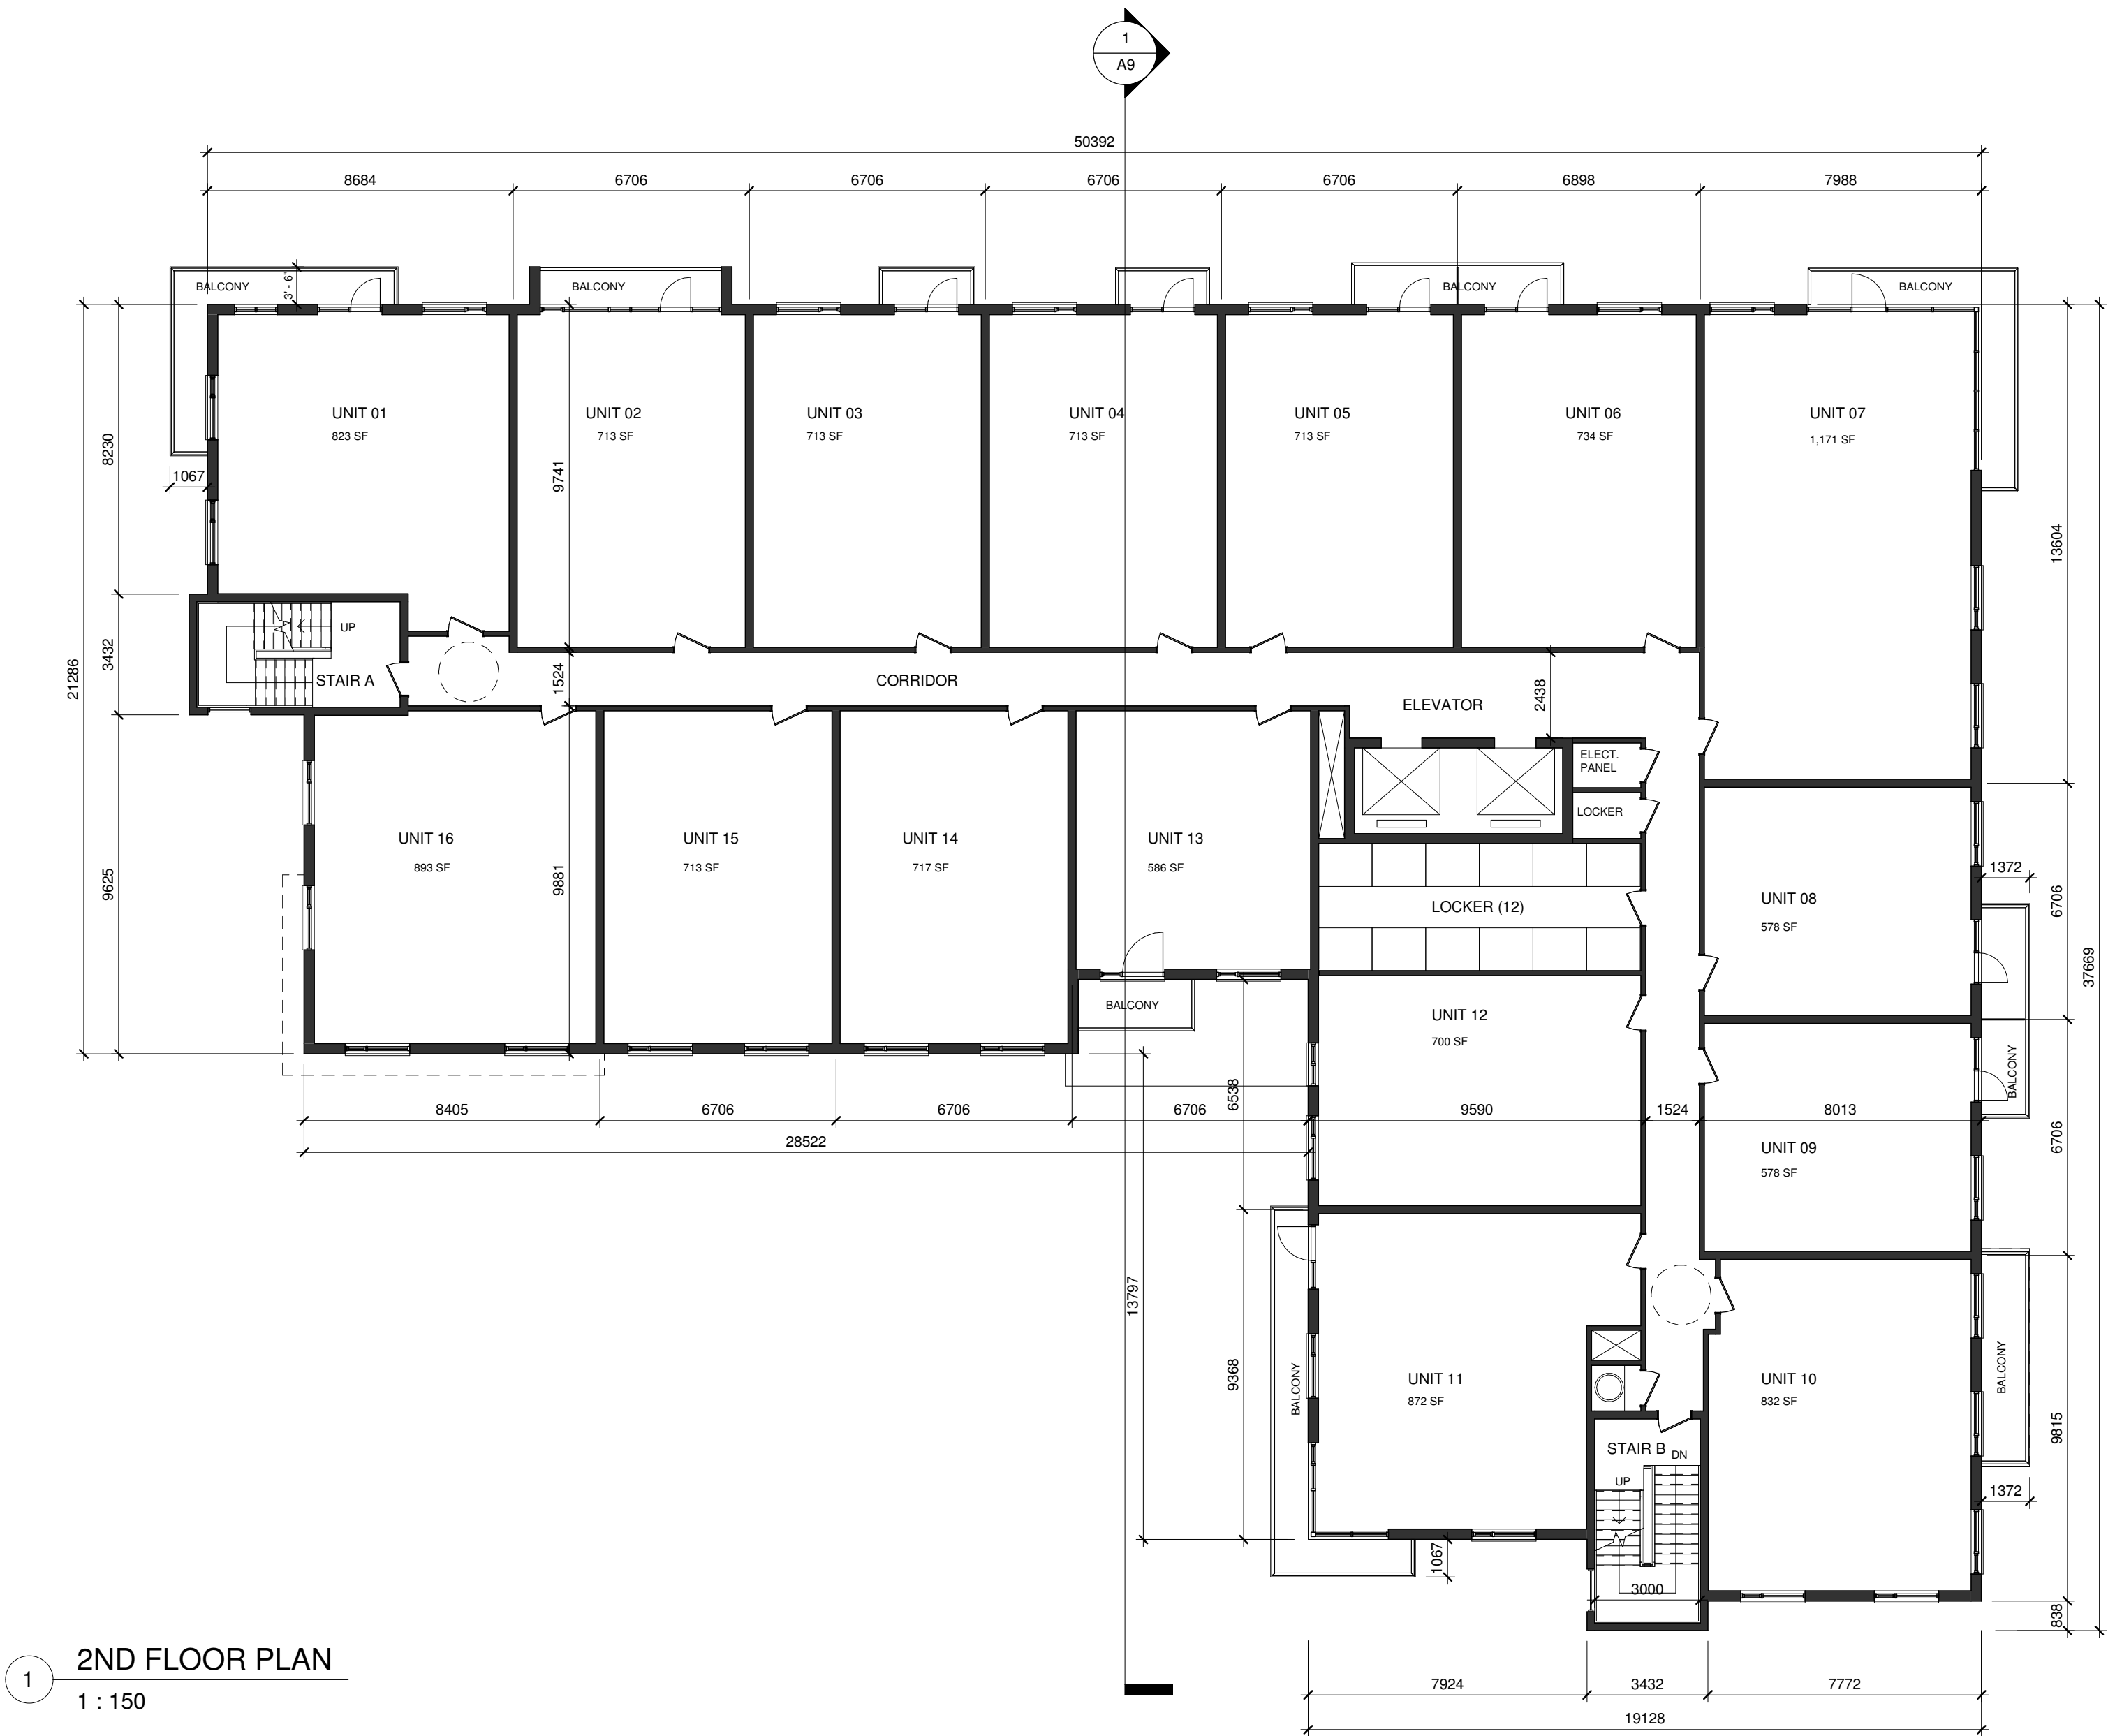 1
A9
50392
8684
6706
6706
6706
6706
6898
7988
BALCONY
3' - 6"
BALCONY
BALCONY
BALCONY
UNIT 01
823 SF
UNIT 02
713 SF
UNIT 03
713 SF
UNIT 04
713 SF
UNIT 05
713 SF
UNIT 06
734 SF
UNIT 07
1,171 SF
8230
1067
9741
13604
21286
3432
UP
STAIR A
1524
CORRIDOR
ELEVATOR
2438
ELECT.
PANEL
LOCKER
9625
UNIT 16
893 SF
9881
UNIT 15
713 SF
UNIT 14
717 SF
UNIT 13
586 SF
LOCKER (12)
UNIT 08
578 SF
1372
6706
37669
BALCONY
UNIT 12
700 SF
BALCONY
8405
6706
6706
6706
6538
9590
1524
8013
28522
UNIT 09
578 SF
6706
13797
9368
BALCONY
UNIT 11
872 SF
UNIT 10
832 SF
BALCONY
9815
STAIR B
DN
UP
1372
1067
3000
838
1
2ND FLOOR PLAN
1 : 150
7924
3432
7772
19128